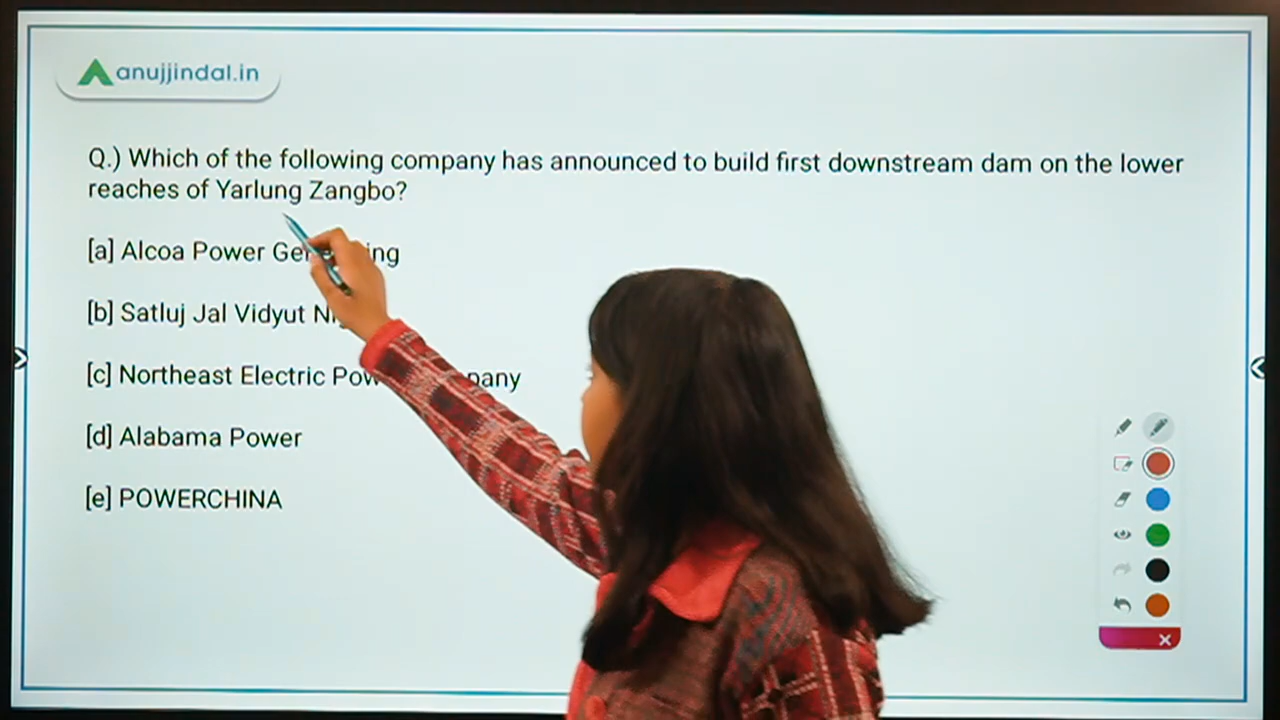 anujjindal.in
Q.) Which of the following company has announced to build first downstream dam on the lower
reaches of Yarlung Zangbo?
[a] Alcoa Power
[b] Satluj Jal Vidyut
[c] Northeast Electric
[d] Alabama Power
[e] POWERCHINA